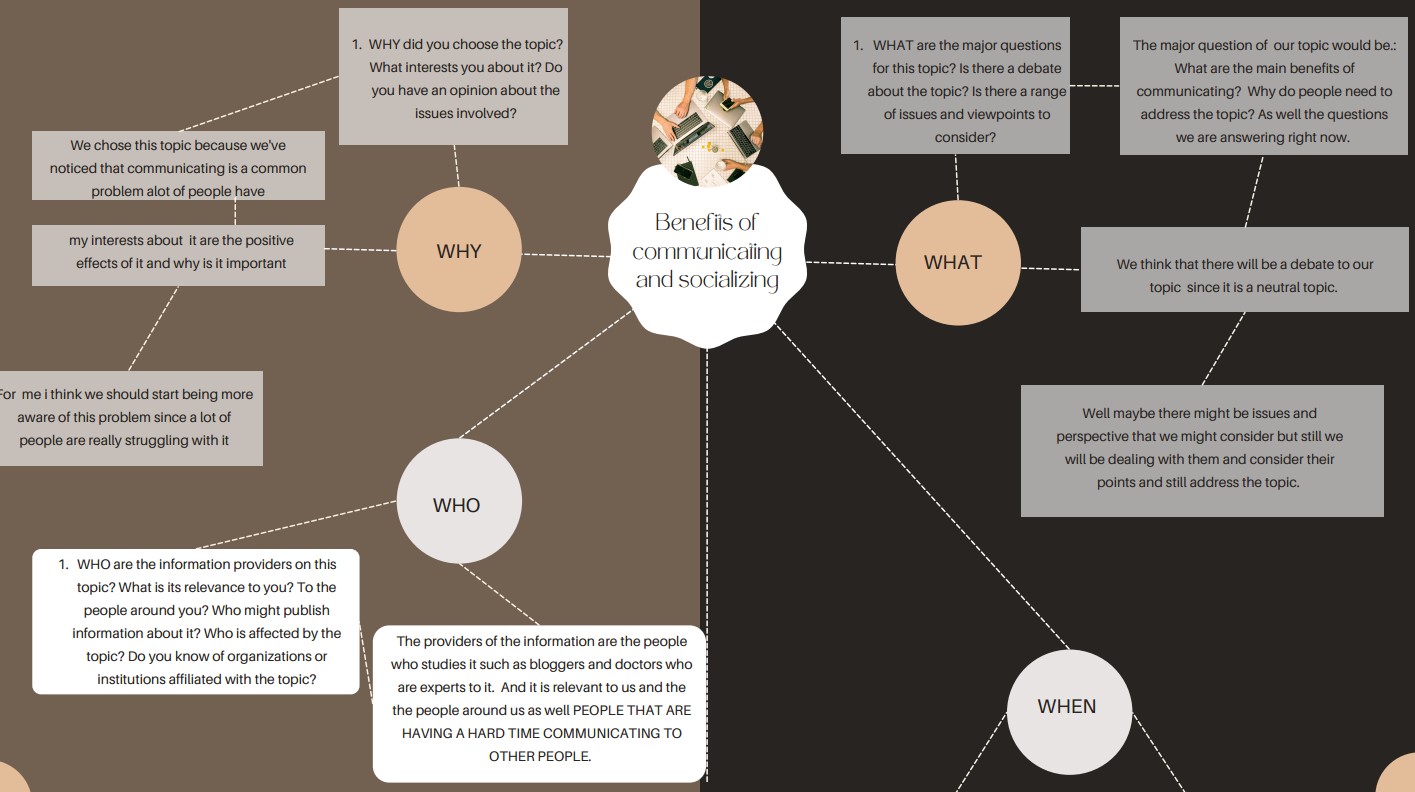 Benefits of
communicatiing
and socializing
WHY
1. WHY did you choose the topic?
What interests you about it? Do
you have an opinion about the
issues involved?
We chose this topic because we've
noticed that communicating is a common
problem alot of people have
my interests about it are the positive
effects of it and why is it important
For me i think we should start being more
aware of this problem since a lot of
people are really struggling with it
WHO
1. WHO are the information providers on this
topic? What is its relevance to you? To the
people around you? Who might publish
information about it? Who is affected by the
topic? Do you know of organizations or
institutions affiliated with the topic?
The providers of the information are the people
who studies it such as bloggers and doctors who
are experts to it. And it is relevant to us and the
the people around us as well PEOPLE THAT ARE
HAVING A HARD TIME COMMUNICATING TO
OTHER PEOPLE.
WHAT
1. WHAT are the major questions
for this topic? Is there a debate
about the topic? Is there a range
of issues and viewpoints to
consider?
The major question of our topic would be.:
What are the main benefits of
communicating? Why do people need to
address the topic? As well the questions
we are answering right now.
We think that there will be a debate to our
topic since it is a neutral topic.
Well maybe there might be issues and
perspective that we might consider but still we
will be dealing with them and consider their
points and still address the topic.
WHEN